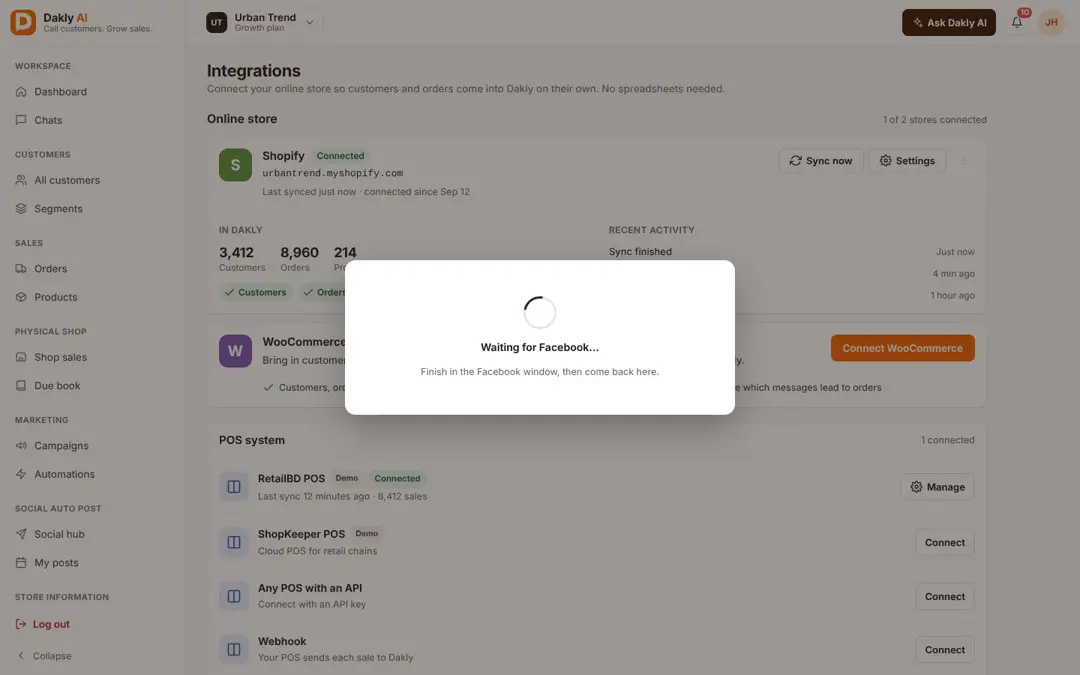 Dakly AI
Call customers. Grow sales.
UT
Urban Trend
Growth plan
Ask Dakly AI
10
JH
WORKSPACE
Dashboard
Chats
CUSTOMERS
All customers
Segments
SALES
Orders
Products
PHYSICAL SHOP
Shop sales
Due book
MARKETING
Campaigns
Automations
SOCIAL AUTO POST
Social hub
My posts
STORE INFORMATION
Log out
Collapse
Integrations
Connect your online store so customers and orders come into Dakly on their own. No spreadsheets needed.
Online store
1 of 2 stores connected
S
Shopify Connected
urbantrend.myshopify.com
Last synced just now · connected since Sep 12
Sync now
Settings
IN DAKLY
3,412 8,960 214
Customers Orders
Customers Orders
RECENT ACTIVITY
Sync finished Just now
4 min ago
1 hour ago
Waiting for Facebook...
Finish in the Facebook window, then come back here.
W
WooCommerce
Bring in
Connect WooCommerce
Customers,
which messages lead to orders
POS system
1 connected
RetailBD POS Demo Connected
Last sync 12 minutes ago · 8,412 sales
Manage
ShopKeeper POS Demo
Cloud POS for retail chains
Connect
Any POS with an API
Connect with an API key
Connect
Webhook
Your POS sends each sale to Dakly
Connect